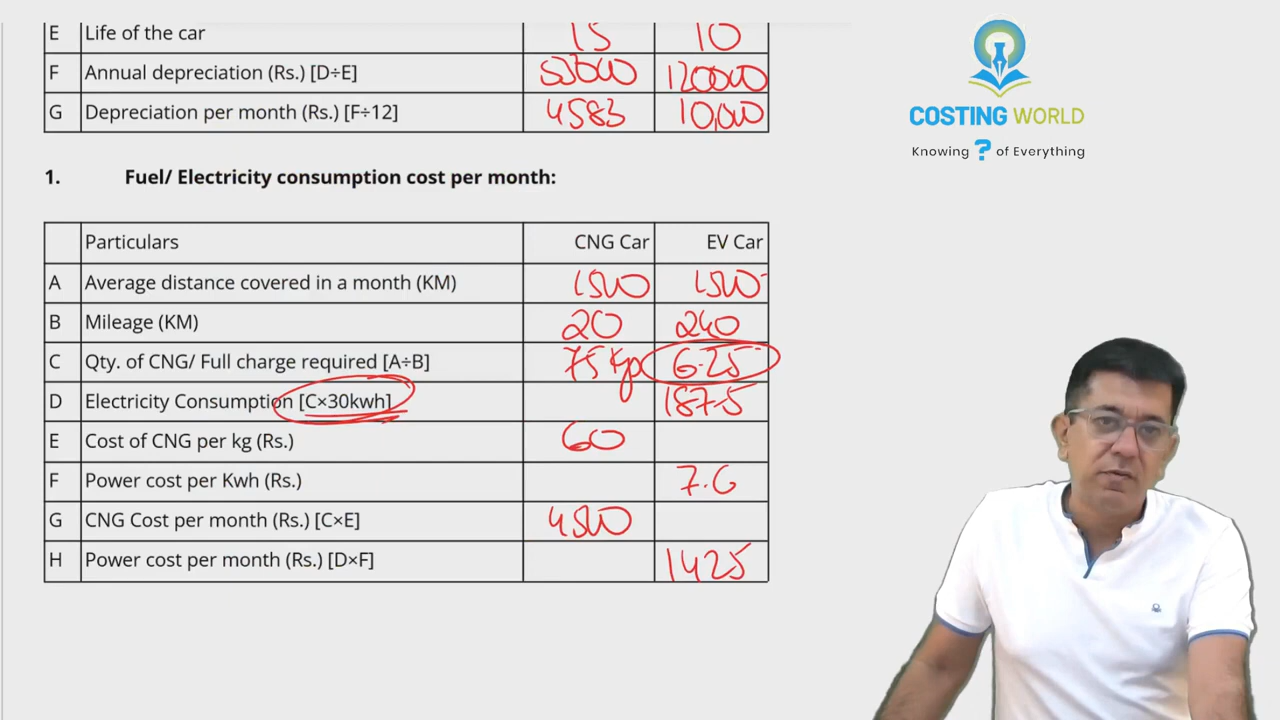 E Life of the car 15 10
F Annual depreciation (Rs.) [D÷E] 55000 120000
G Depreciation per month (Rs.) [F÷12] 4583 10,000
1. Fuel/ Electricity consumption cost per month:
Particulars CNG Car EV Car
A Average distance covered in a month (KM) 1500 1500
B Mileage (KM) 20 240
C Qty. of CNG/ Full charge required [A÷B] 75 Kg 6.25
D Electricity Consumption [C×30kwh] 187.5
E Cost of CNG per kg (Rs.) 60
F Power cost per Kwh (Rs.) 7.6
G CNG Cost per month (Rs.) [C×E] 4500
H Power cost per month (Rs.) [D×F] 1425
COSTING WORLD
Knowing ? of Everything